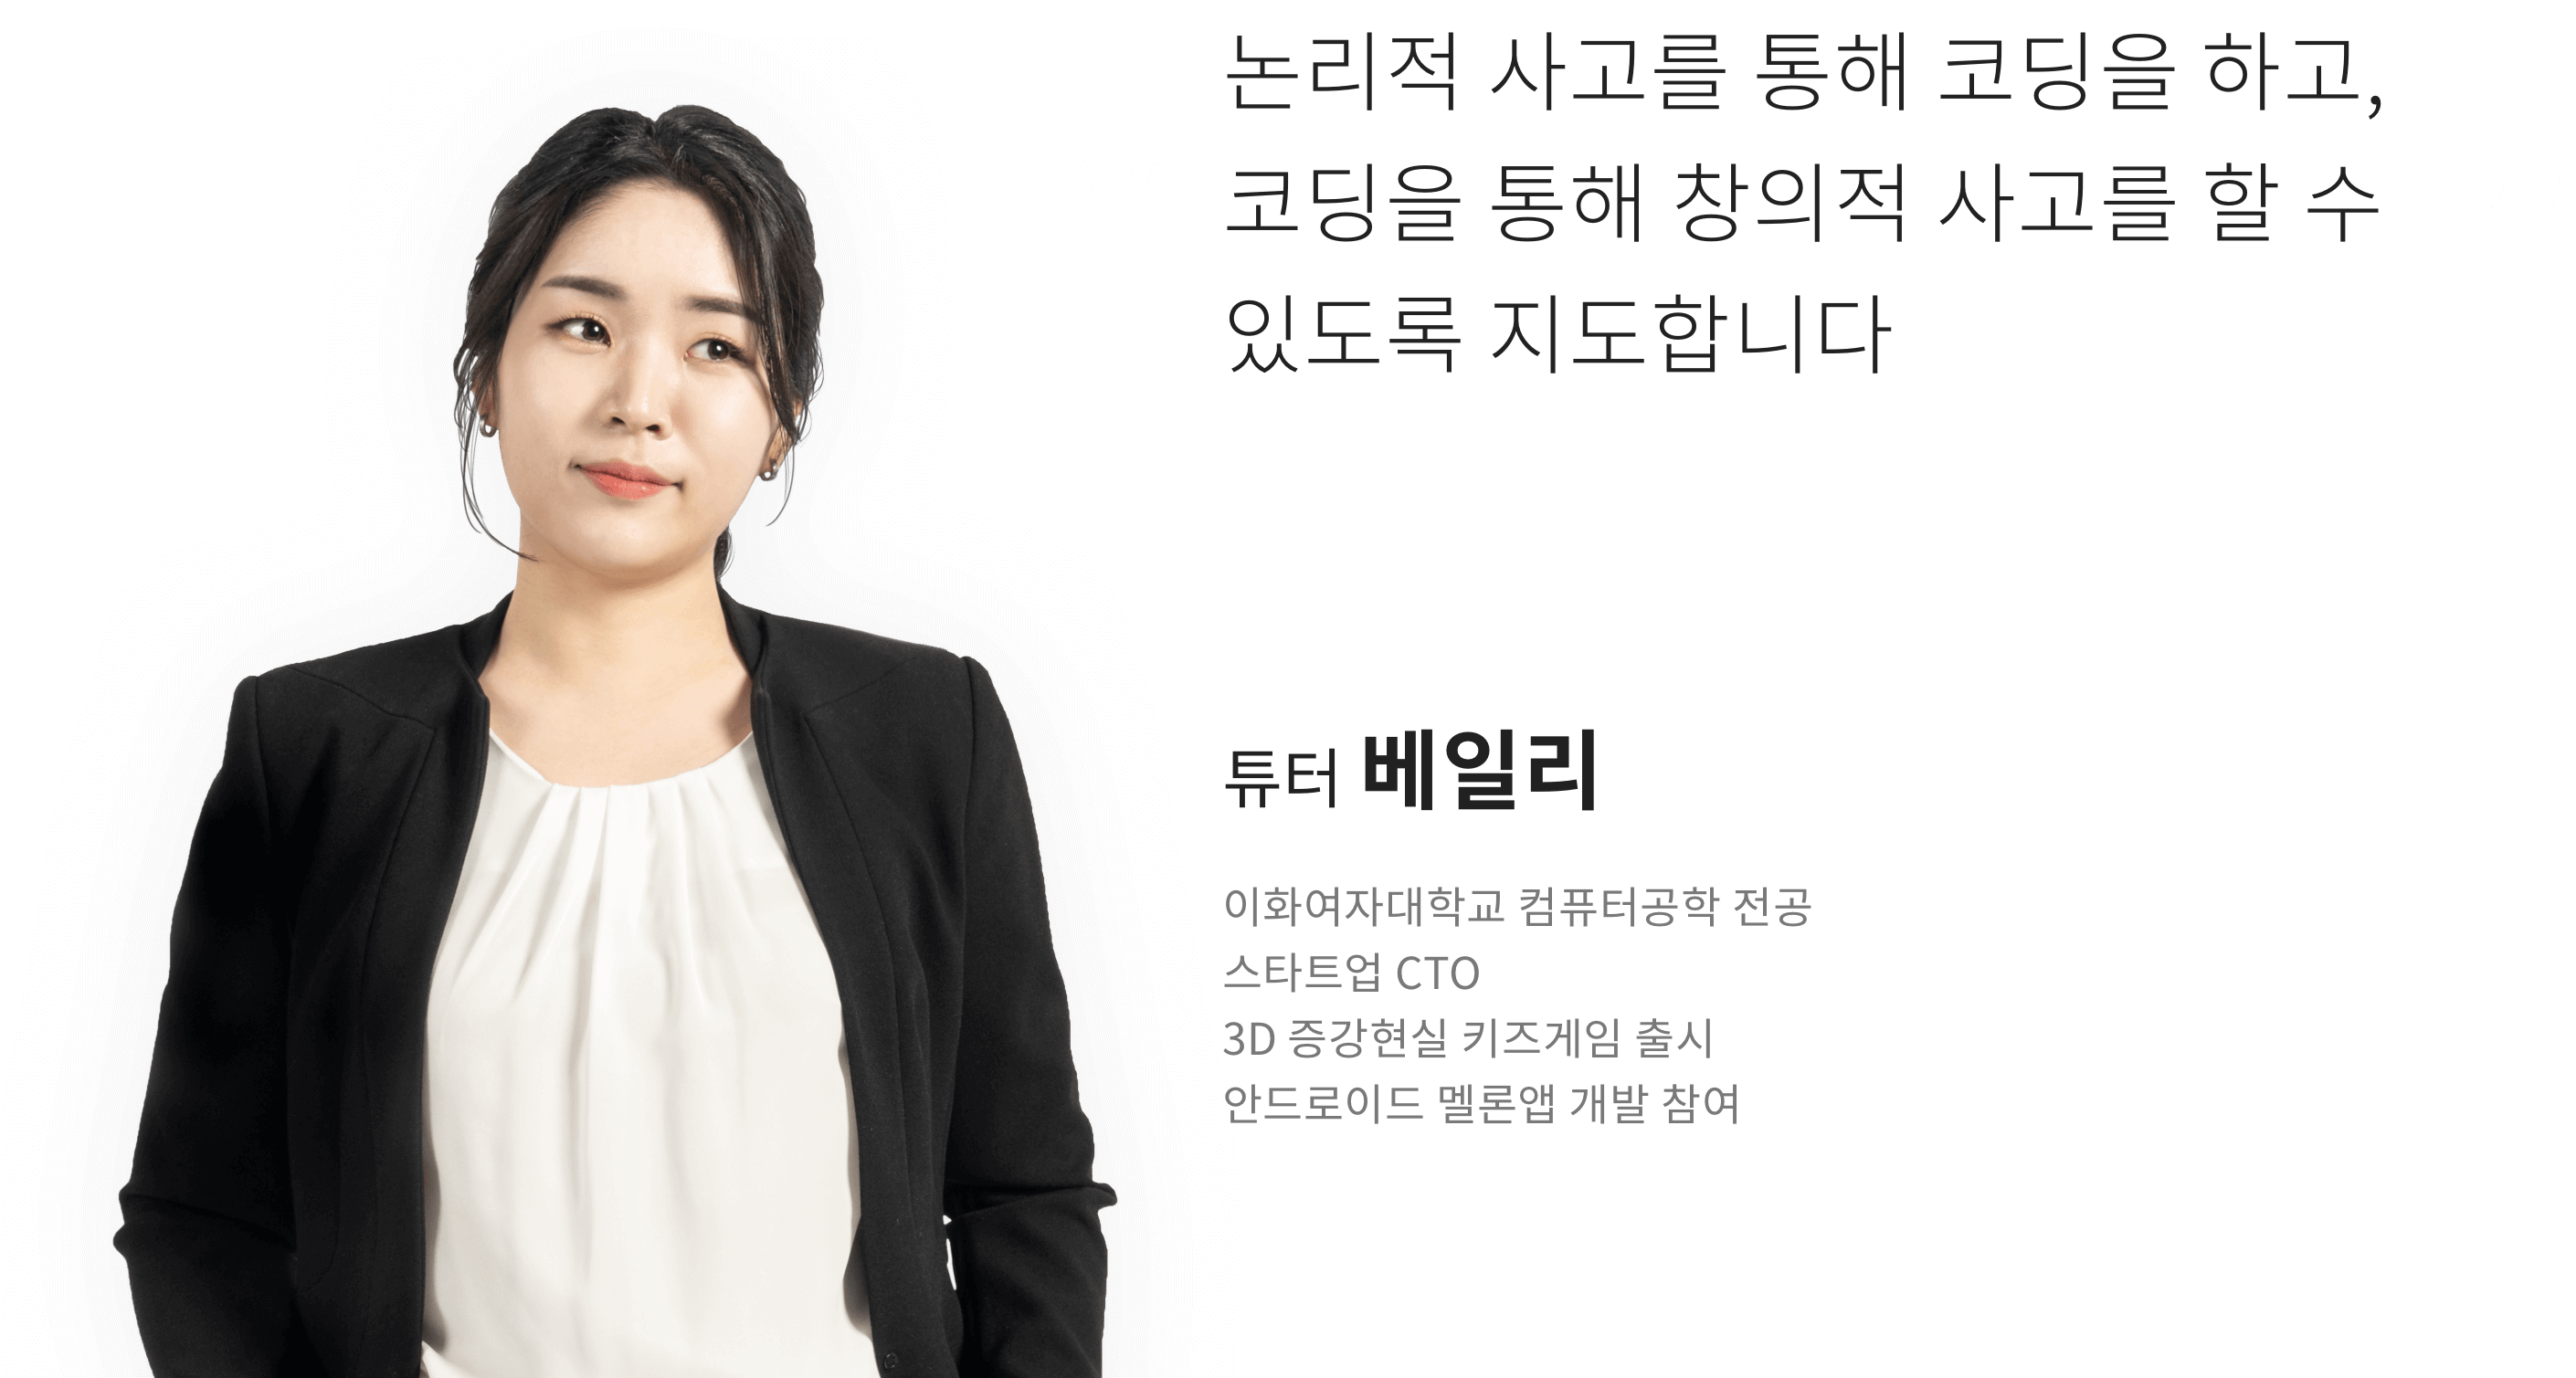 논리적 사고를 통해 코딩을 하고,
코딩을 통해 창의적 사고를 할 수
있도록 지도합니다
튜터 베일리
이화여자대학교 컴퓨터공학 전공
스타트업 CTO
3D 증강현실 키즈게임 출시
안드로이드 멜론앱 개발 참여